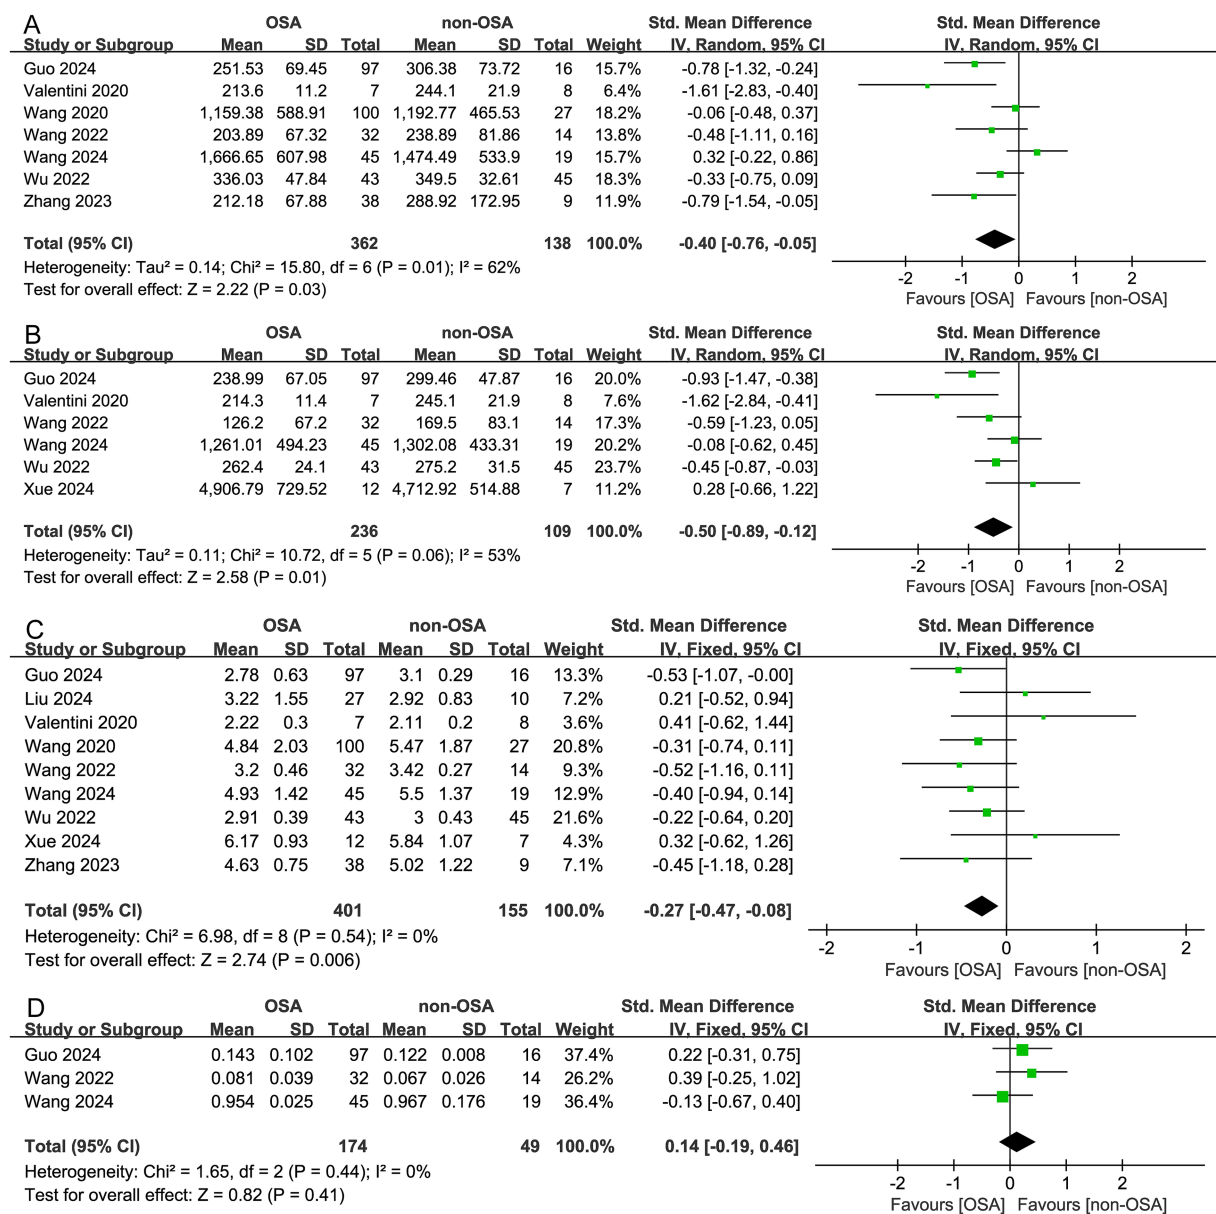 A
OSA non-OSA Std. Mean Difference Std. Mean Difference
Study or Subgroup Mean SD Total Mean SD Total Weight IV, Random, 95% CI IV, Random, 95% CI
Guo 2024 251.53 69.45 97 306.38 73.72 16 15.7% -0.78 [-1.32, -0.24]
Valentini 2020 213.6 11.2 7 244.1 21.9 8 6.4% -1.61 [-2.83, -0.40]
Wang 2020 1,159.38 588.91 100 1,192.77 465.53 27 18.2% -0.06 [-0.48, 0.37]
Wang 2022 203.89 67.32 32 238.89 81.86 14 13.8% -0.48 [-1.11, 0.16]
Wang 2024 1,666.65 607.98 45 1,474.49 533.9 19 15.7% 0.32 [-0.22, 0.86]
Wu 2022 336.03 47.84 43 349.5 32.61 45 18.3% -0.33 [-0.75, 0.09]
Zhang 2023 212.18 67.88 38 288.92 172.95 9 11.9% -0.79 [-1.54, -0.05]
Total (95% CI) 362 138 100.0% -0.40 [-0.76, -0.05]
Heterogeneity: Tau² = 0.14; Chi² = 15.80, df = 6 (P = 0.01); I² = 62%
Test for overall effect: Z = 2.22 (P = 0.03)
-2 -1 0 1 2
Favours [OSA] Favours [non-OSA]
B
OSA non-OSA Std. Mean Difference Std. Mean Difference
Study or Subgroup Mean SD Total Mean SD Total Weight IV, Random, 95% CI IV, Random, 95% CI
Guo 2024 238.99 67.05 97 299.46 47.87 16 20.0% -0.93 [-1.47, -0.38]
Valentini 2020 214.3 11.4 7 245.1 21.9 8 7.6% -1.62 [-2.84, -0.41]
Wang 2022 126.2 67.2 32 169.5 83.1 14 17.3% -0.59 [-1.23, 0.05]
Wang 2024 1,261.01 494.23 45 1,302.08 433.31 19 20.2% -0.08 [-0.62, 0.45]
Wu 2022 262.4 24.1 43 275.2 31.5 45 23.7% -0.45 [-0.87, -0.03]
Xue 2024 4,906.79 729.52 12 4,712.92 514.88 7 11.2% 0.28 [-0.66, 1.22]
Total (95% CI) 236 109 100.0% -0.50 [-0.89, -0.12]
Heterogeneity: Tau² = 0.11; Chi² = 10.72, df = 5 (P = 0.06); I² = 53%
Test for overall effect: Z = 2.58 (P = 0.01)
-2 -1 0 1 2
Favours [OSA] Favours [non-OSA]
C
OSA non-OSA Std. Mean Difference Std. Mean Difference
Study or Subgroup Mean SD Total Mean SD Total Weight IV, Fixed, 95% CI IV, Fixed, 95% CI
Guo 2024 2.78 0.63 97 3.1 0.29 16 13.3% -0.53 [-1.07, -0.00]
Liu 2024 3.22 1.55 27 2.92 0.83 10 7.2% 0.21 [-0.52, 0.94]
Valentini 2020 2.22 0.3 7 2.11 0.2 8 3.6% 0.41 [-0.62, 1.44]
Wang 2020 4.84 2.03 100 5.47 1.87 27 20.8% -0.31 [-0.74, 0.11]
Wang 2022 3.2 0.46 32 3.42 0.27 14 9.3% -0.52 [-1.16, 0.11]
Wang 2024 4.93 1.42 45 5.5 1.37 19 12.9% -0.40 [-0.94, 0.14]
Wu 2022 2.91 0.39 43 3 0.43 45 21.6% -0.22 [-0.64, 0.20]
Xue 2024 6.17 0.93 12 5.84 1.07 7 4.3% 0.32 [-0.62, 1.26]
Zhang 2023 4.63 0.75 38 5.02 1.22 9 7.1% -0.45 [-1.18, 0.28]
Total (95% CI) 401 155 100.0% -0.27 [-0.47, -0.08]
Heterogeneity: Chi² = 6.98, df = 8 (P = 0.54); I² = 0%
Test for overall effect: Z = 2.74 (P = 0.006)
-2 -1 0 1 2
Favours [OSA] Favours [non-OSA]
D
OSA non-OSA Std. Mean Difference Std. Mean Difference
Study or Subgroup Mean SD Total Mean SD Total Weight IV, Fixed, 95% CI IV, Fixed, 95% CI
Guo 2024 0.143 0.102 97 0.122 0.008 16 37.4% 0.22 [-0.31, 0.75]
Wang 2022 0.081 0.039 32 0.067 0.026 14 26.2% 0.39 [-0.25, 1.02]
Wang 2024 0.954 0.025 45 0.967 0.176 19 36.4% -0.13 [-0.67, 0.40]
Total (95% CI) 174 49 100.0% 0.14 [-0.19, 0.46]
Heterogeneity: Chi² = 1.65, df = 2 (P = 0.44); I² = 0%
Test for overall effect: Z = 0.82 (P = 0.41)
-2 -1 0 1 2
Favours [OSA] Favours [non-OSA]